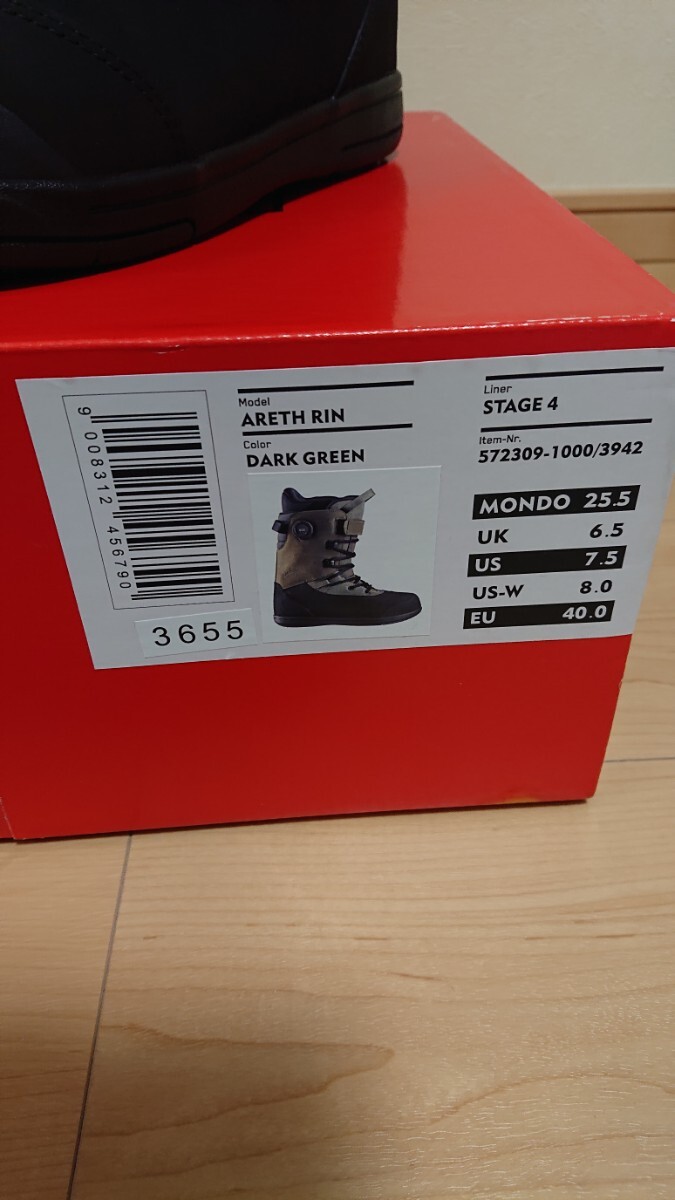 9 008312 456790
3655
Model
ARETH RIN
Color
DARK GREEN
Liner
STAGE 4
Item-Nr.
572309-1000/3942
MONDO 25.5
UK 6.5
US 7.5
US-W 8.0
EU 40.0